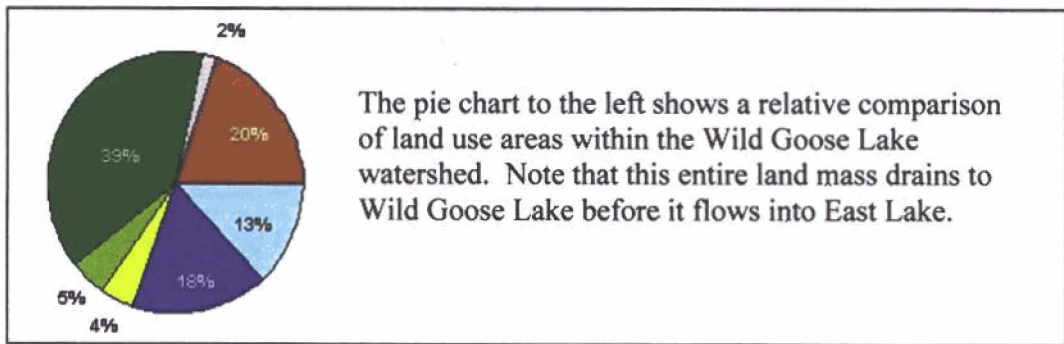 2%
39%
20%
13%
18%
5%
4%
The pie chart to the left shows a relative comparison
of land use areas within the Wild Goose Lake
watershed. Note that this entire land mass drains to
Wild Goose Lake before it flows into East Lake.